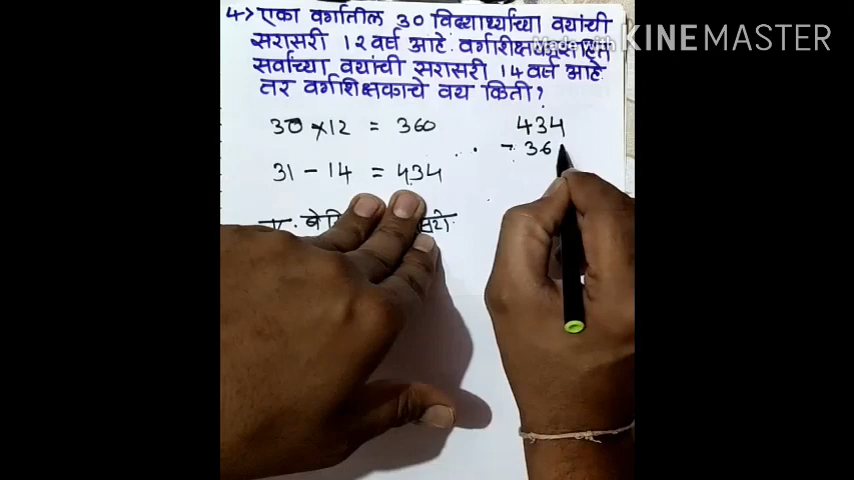 4> एका वर्गातील 30 विद्यार्थ्यांच्या वयांची
सरासरी 12 वर्ष आहे. वर्गशिक्षकासहित
सर्वांच्या वयांची सरासरी 14 वर्ष आहे.
तर वर्गशिक्षकाचे वय किती?
Made with KINEMASTER
30 × 12 = 360
434
- 36
31 - 14 = 434